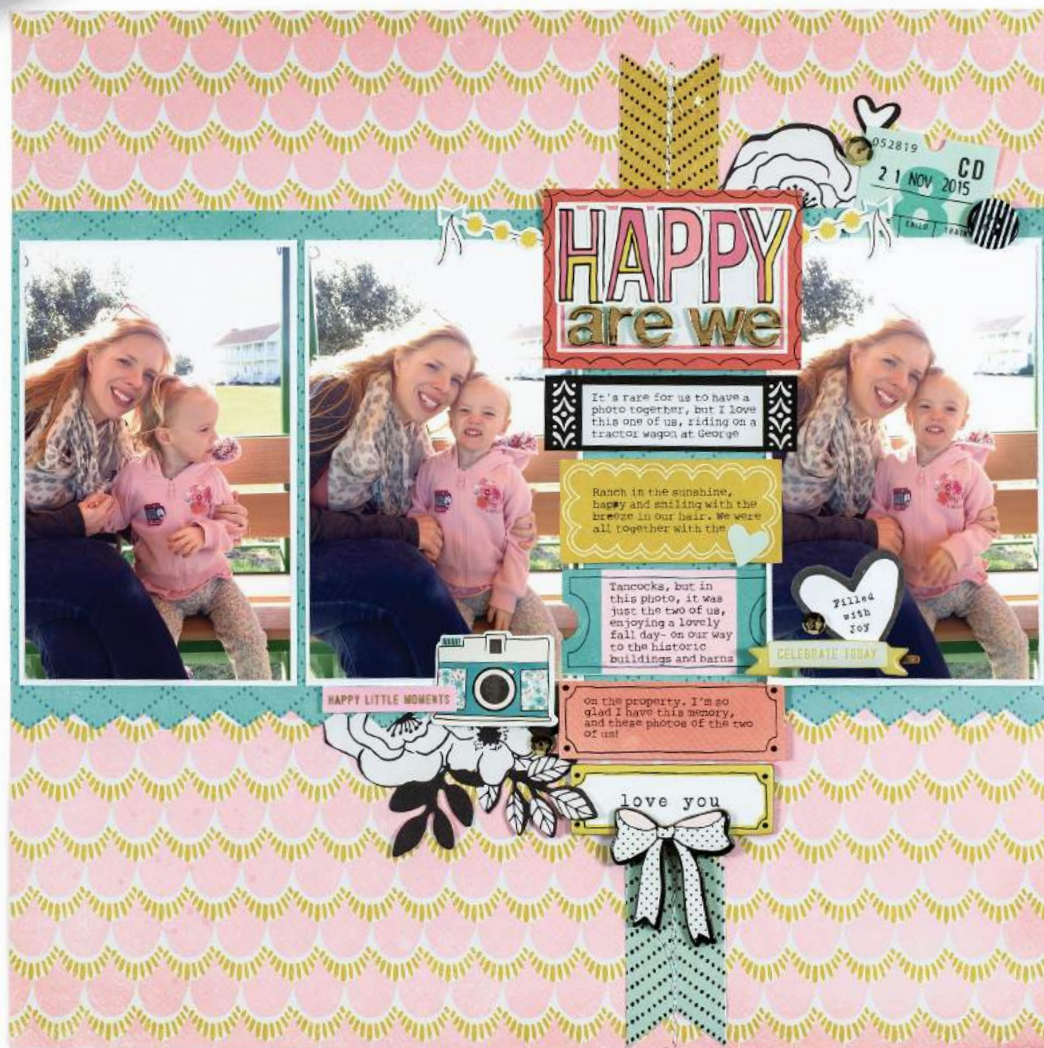 052819
CD
21 NOV 2015
CHILD
HAPPY
are we
It's rare for us to have a
photo together, but I love
this one of us, riding on a
tractor wagon at George
Ranch in the sunshine,
happy and smiling with the
breeze in our hair. We were
all together with the
Tancocks, but in
this photo, it was
just the two of us,
enjoying a lovely
fall day- on our way
to the historic
buildings and barns
Filled
with
Joy
CELEBRATE TODAY
HAPPY LITTLE MOMENTS
on the property. I'm so
glad I have this memory,
and these photos of the two
of us!
love you